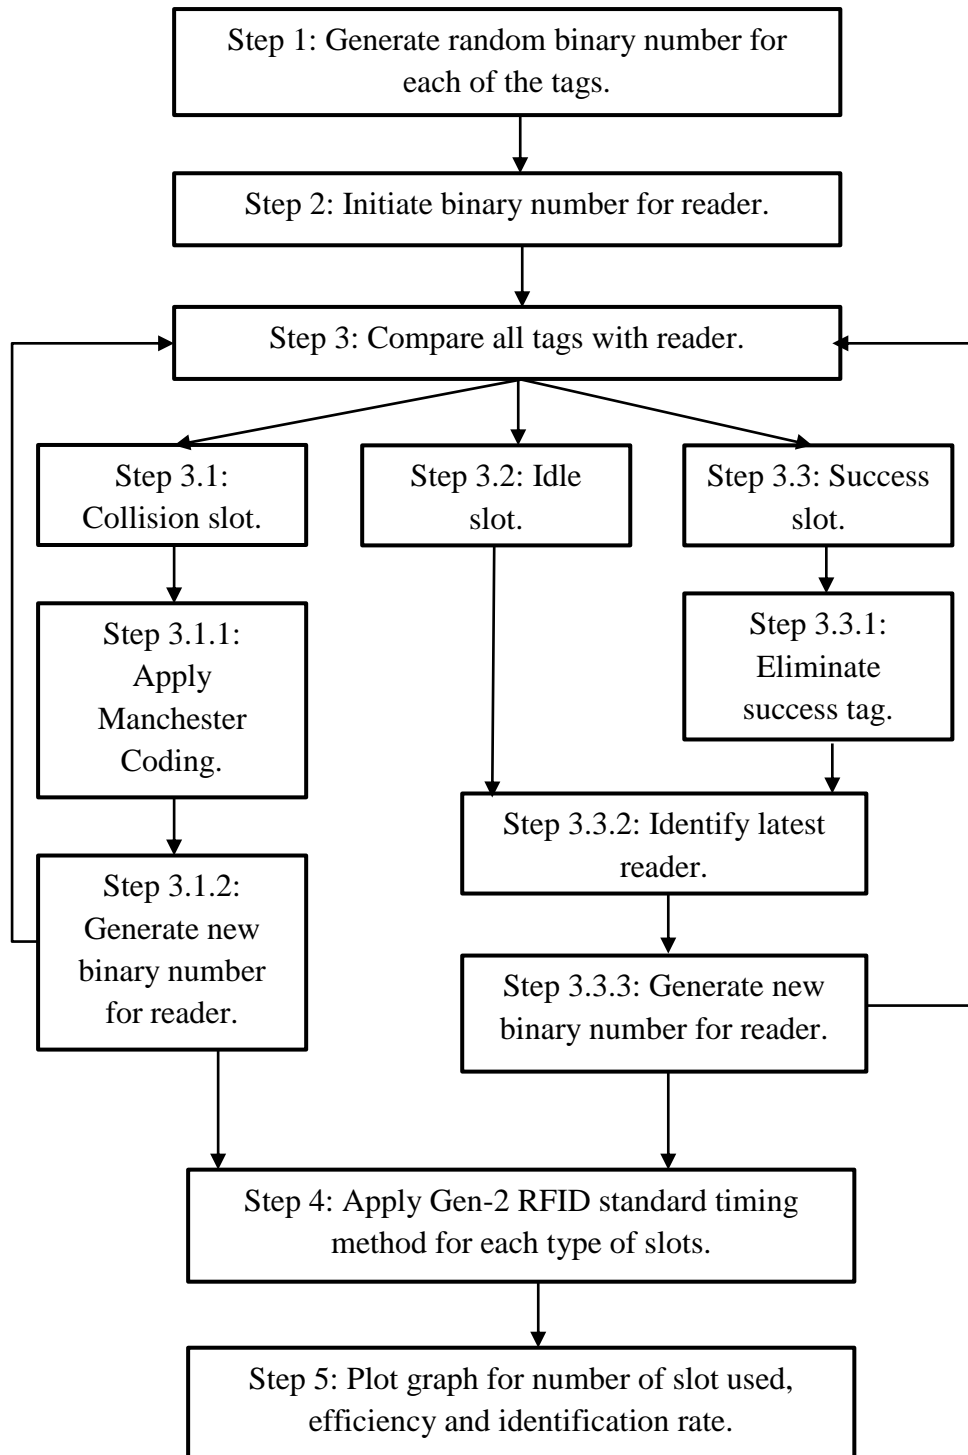 Step 1: Generate random binary number for
each of the tags.
Step 2: Initiate binary number for reader.
Step 3: Compare all tags with reader.
Step 3.1:
Collision slot.
Step 3.2: Idle
slot.
Step 3.3: Success
slot.
Step 3.1.1:
Apply
Manchester
Coding.
Step 3.3.1:
Eliminate
success tag.
Step 3.1.2:
Generate new
binary number
for reader.
Step 3.3.2: Identify latest
reader.
Step 3.3.3: Generate new
binary number for reader.
Step 4: Apply Gen-2 RFID standard timing
method for each type of slots.
Step 5: Plot graph for number of slot used,
efficiency and identification rate.